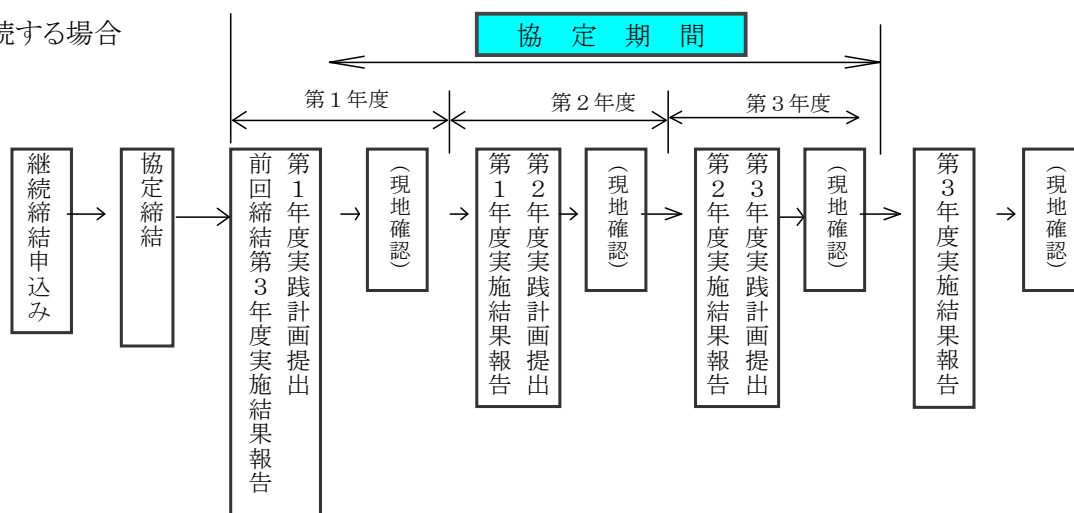 続する場合
協定期間
第１年度
第２年度
第３年度
継続締結申込み
協定締結
第１年度実践計画提出
前回締結第３年度実施結果報告
（現地確認）
第２年度実践計画提出
第１年度実施結果報告
（現地確認）
第３年度実践計画提出
第２年度実施結果報告
（現地確認）
第３年度実施結果報告
（現地確認）